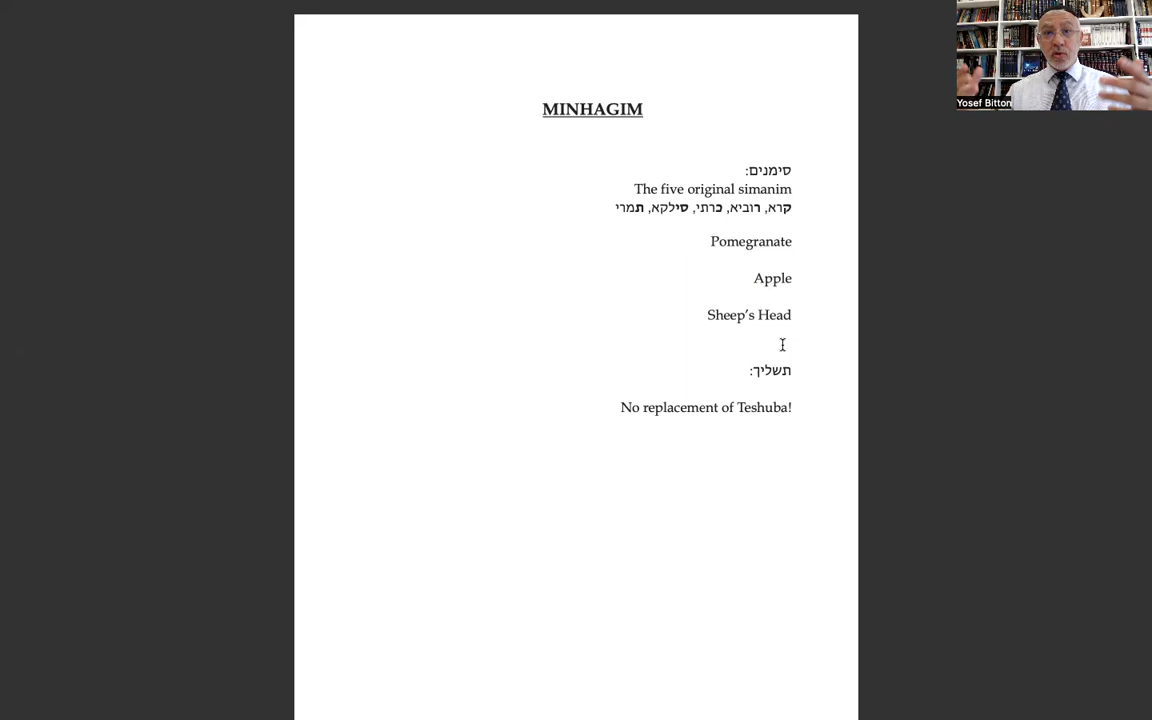 MINHAGIM
סימנים:
The five original simanim
קרא, רוביא, כרתי, סילקא, תמרי
Pomegranate
Apple
Sheep’s Head
תשליך:
No replacement of Teshuba!
Yosef Bitton